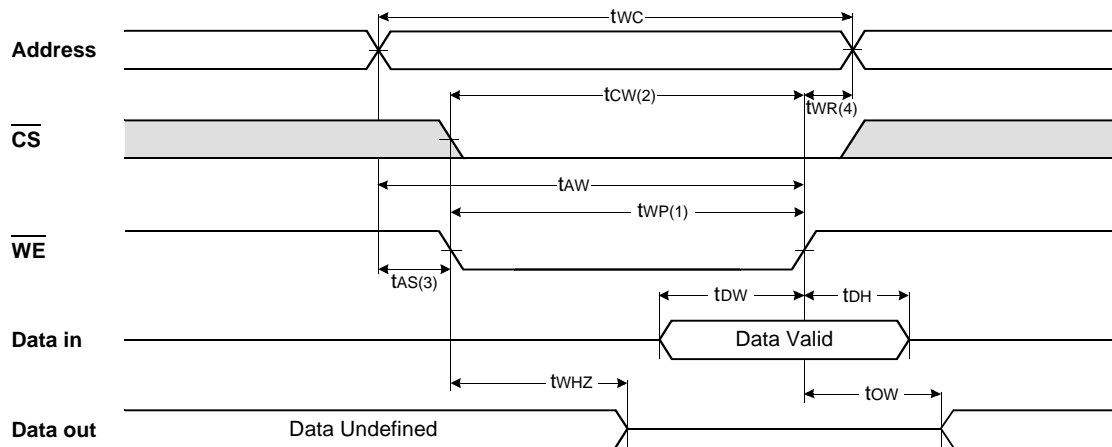 tWC
Address
tCW(2)
tWR(4)
CS
tAW
tWP(1)
WE
tAS(3)
tDW
tDH
Data in
Data Valid
tWHZ
tOW
Data out
Data Undefined